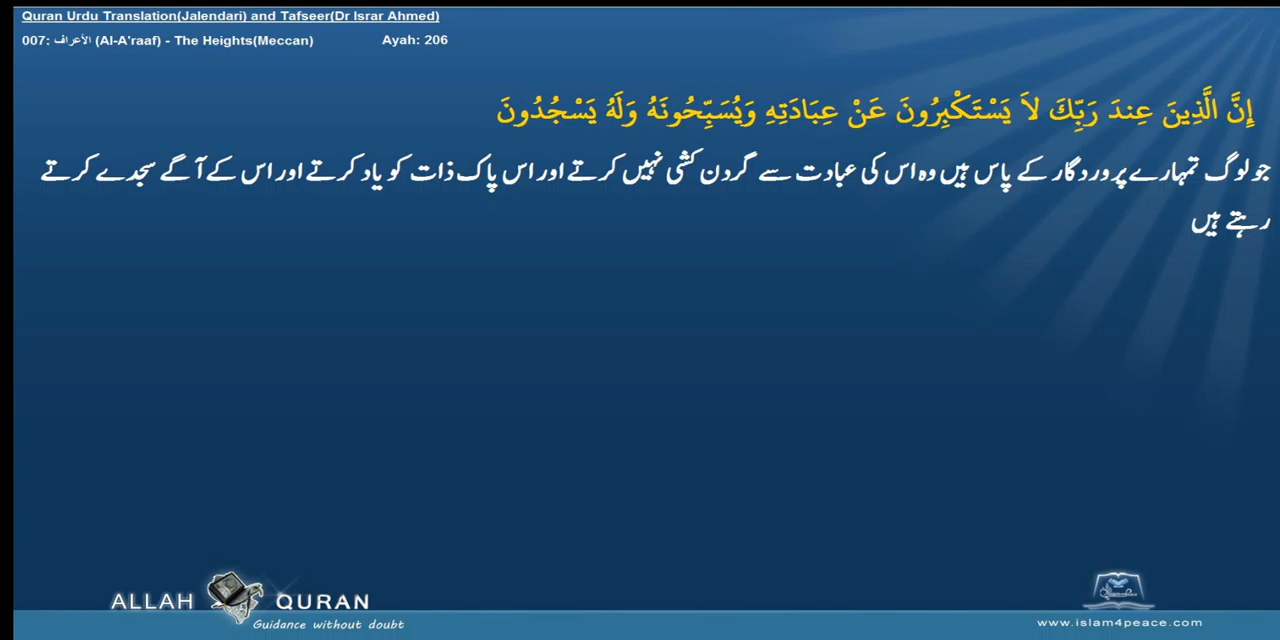 Quran Urdu Translation(Jalendari) and Tafseer(Dr Israr Ahmed)
007: الأعراف (Al-A'raaf) - The Heights(Meccan) Ayah: 206
إِنَّ الَّذِينَ عِندَ رَبِّكَ لاَ يَسْتَكْبِرُونَ عَنْ عِبَادَتِهِ وَيُسَبِّحُونَهُ وَلَهُ يَسْجُدُونَ
جو لوگ تمہارے پروردگار کے پاس ہیں وہ اس کی عبادت سے گردن کشی نہیں کرتے اور اس پاک ذات کو یاد کرتے اور اس کے آگے سجدے کرتے
رہتے ہیں
ALLAH QURAN
Guidance without doubt
www.islam4peace.com